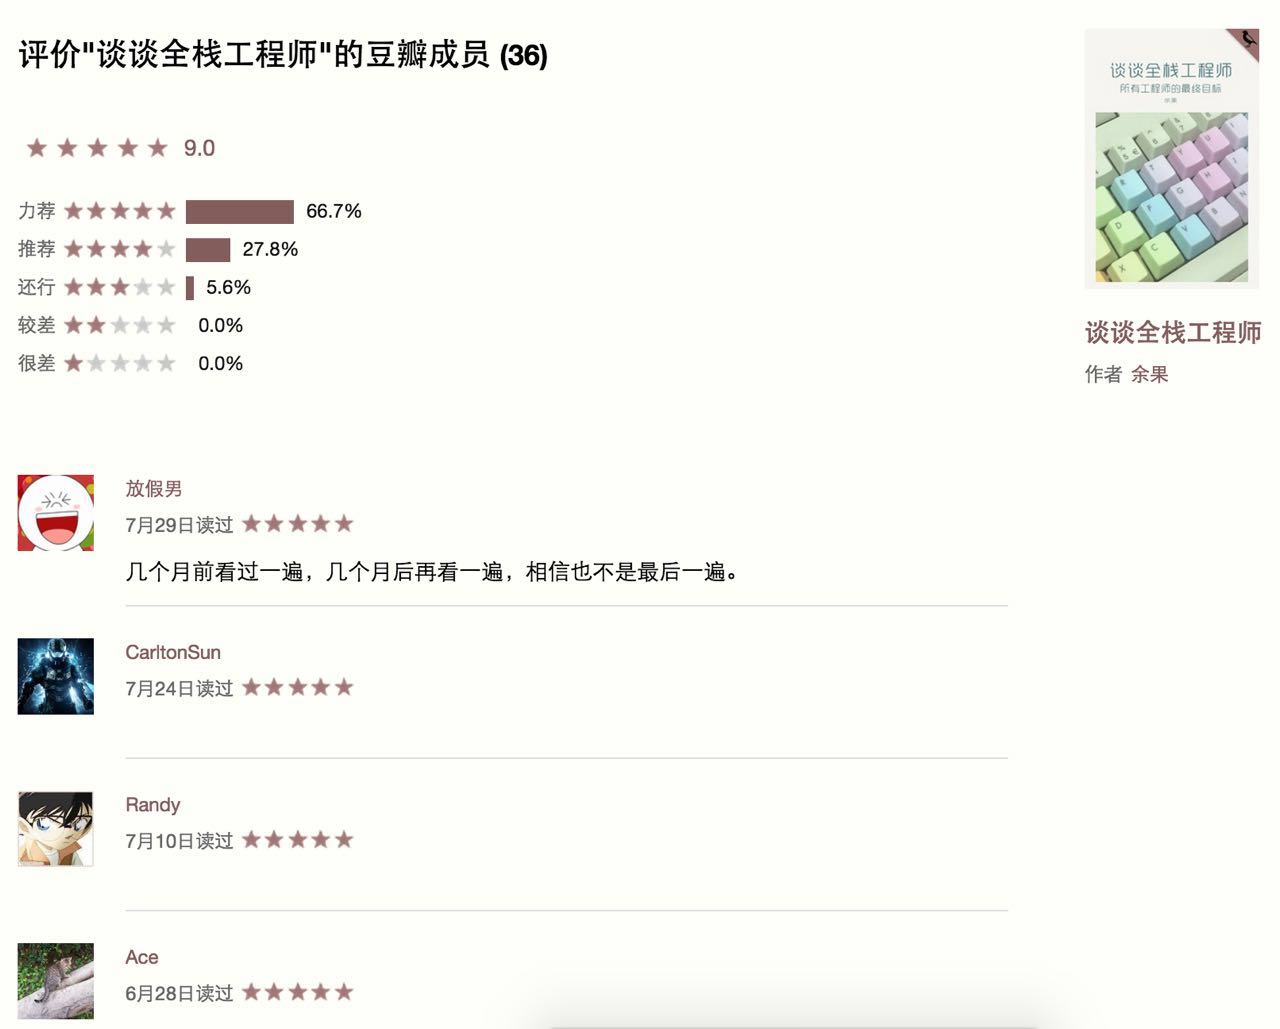 评价"谈谈全栈工程师"的豆瓣成员 (36)
9.0
力荐 66.7%
推荐 27.8%
还行 5.6%
较差 0.0%
很差 0.0%
谈谈全栈工程师
所有工程师的最终目标
余果
谈谈全栈工程师
作者 余果
放假男
7月29日读过
几个月前看过一遍，几个月后再看一遍，相信也不是最后一遍。
CarltonSun
7月24日读过
Randy
7月10日读过
Ace
6月28日读过